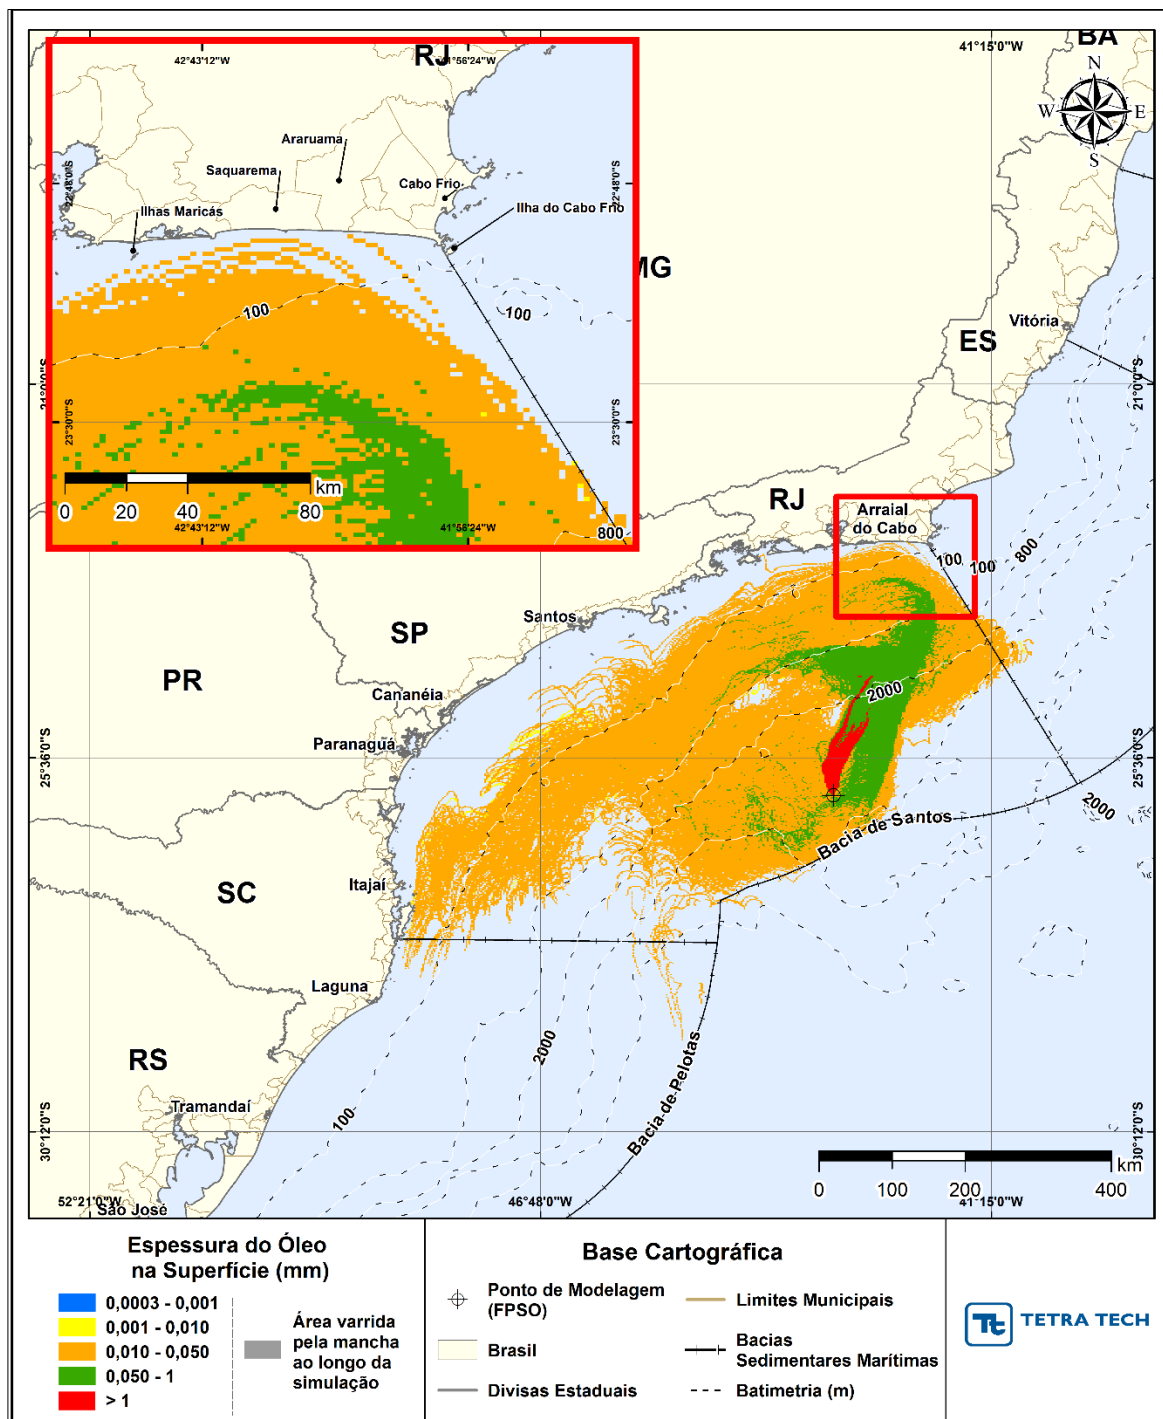 RJ
42°43'12"W
41°56'24"W
Araruama
Saquarema
Cabo Frio
Ilhas Maricás
Ilha do Cabo Frio
22°48'0"S
22°48'0"S
100
100
23°30'0"S
23°30'0"S
km
0 20 40 80
42°43'12"W
41°56'24"W
800
41°15'0"W
BA
N
W E
S
MG
ES
Vitória
21°0'0"S
21°0'0"S
RJ
Arraial
do Cabo
100
100
800
Santos
SP
PR
Cananéia
2000
Paranaguá
25°36'0"S
25°36'0"S
2000
Bacia de Santos
SC
Itajaí
Laguna
2000
RS
Bacia de Pelotas
Tramandaí
100
30°12'0"S
30°12'0"S
km
0 100 200 400
52°21'0"W
46°48'0"W
41°15'0"W
São José
Espessura do Óleo
na Superfície (mm)
0,0003 - 0,001
0,001 - 0,010
0,010 - 0,050
0,050 - 1
> 1
Área varrida
pela mancha
ao longo da
simulação
Base Cartográfica
Ponto de Modelagem
(FPSO)
Brasil
Divisas Estaduais
Limites Municipais
Bacias
Sedimentares Marítimas
Batimetria (m)
Tt
TETRA TECH